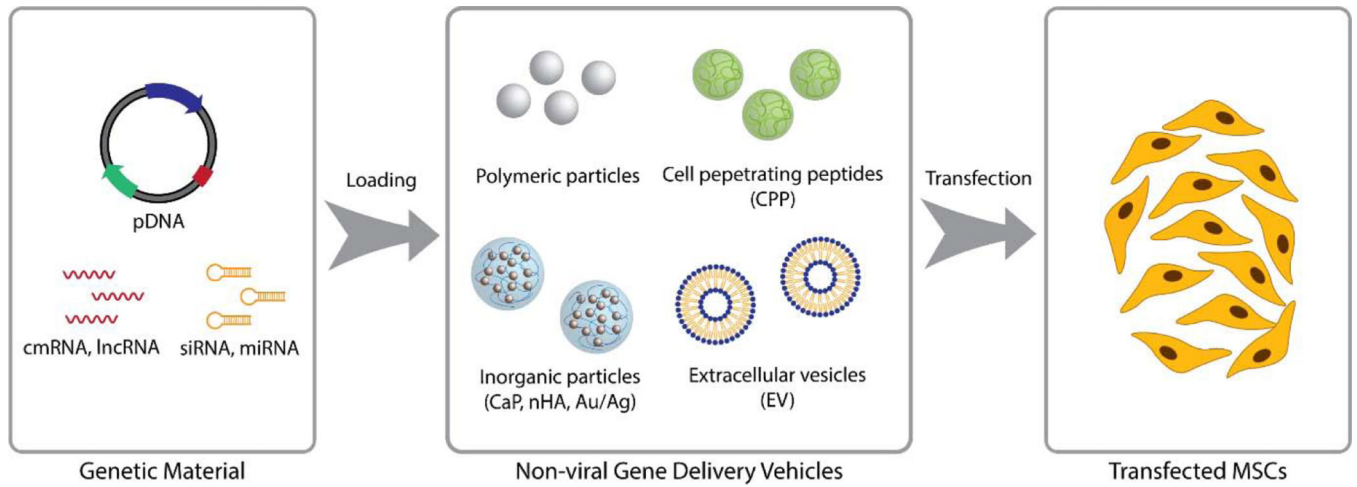 pDNA
cmRNA, lncRNA
siRNA, miRNA
Genetic Material
Loading
Polymeric particles
Cell pepetrating peptides
(CPP)
Inorganic particles
(CaP, nHA, Au/Ag)
Extracellular vesicles
(EV)
Non-viral Gene Delivery Vehicles
Transfection
Transfected MSCs